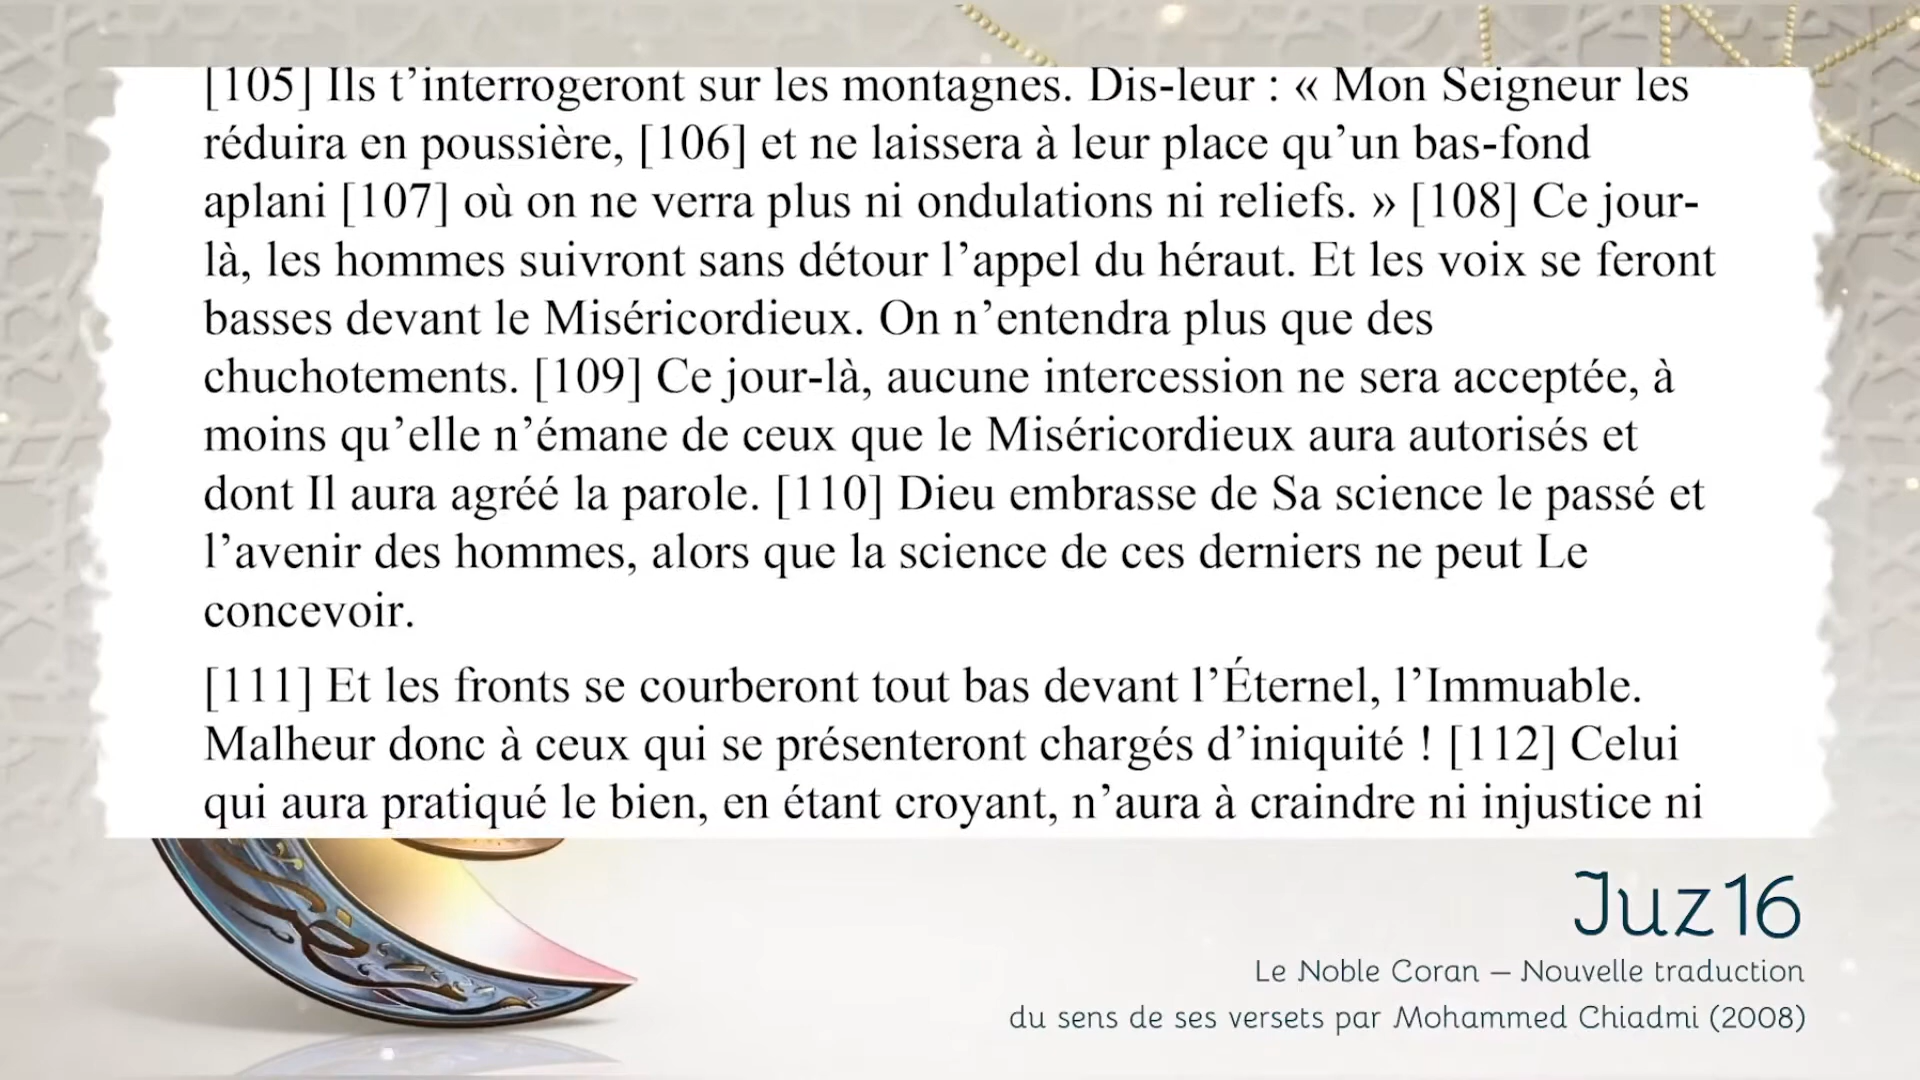 [105] Ils t’interrogeront sur les montagnes. Dis-leur : « Mon Seigneur les
réduira en poussière, [106] et ne laissera à leur place qu’un bas-fond
aplani [107] où on ne verra plus ni ondulations ni reliefs. » [108] Ce jour-
là, les hommes suivront sans détour l’appel du héraut. Et les voix se feront
basses devant le Miséricordieux. On n’entendra plus que des
chuchotements. [109] Ce jour-là, aucune intercession ne sera acceptée, à
moins qu’elle n’émane de ceux que le Miséricordieux aura autorisés et
dont Il aura agréé la parole. [110] Dieu embrasse de Sa science le passé et
l’avenir des hommes, alors que la science de ces derniers ne peut Le
concevoir.
[111] Et les fronts se courberont tout bas devant l’Éternel, l’Immuable.
Malheur donc à ceux qui se présenteront chargés d’iniquité ! [112] Celui
qui aura pratiqué le bien, en étant croyant, n’aura à craindre ni injustice ni
Juz 16
Le Noble Coran – Nouvelle traduction
du sens de ses versets par Mohammed Chiadmi (2008)